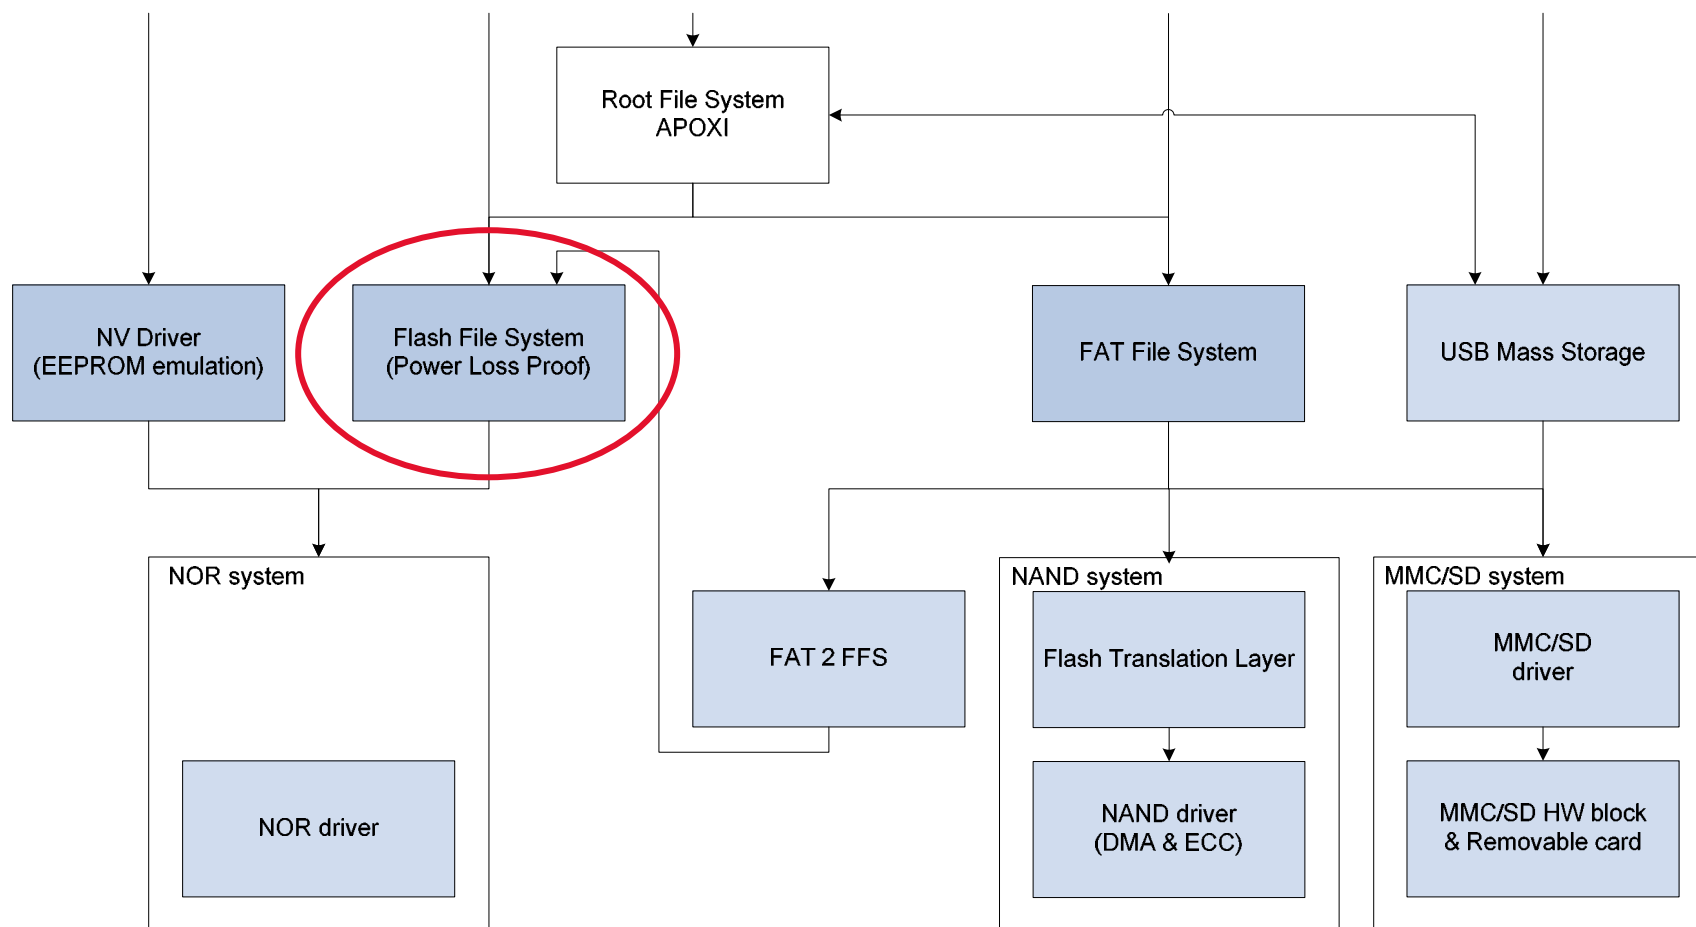 Root File System
APOXI
NV Driver
(EEPROM emulation)
Flash File System
(Power Loss Proof)
FAT File System
USB Mass Storage
NOR system
NAND system
MMC/SD system
FAT 2 FFS
Flash Translation Layer
MMC/SD
driver
NOR driver
NAND driver
(DMA & ECC)
MMC/SD HW block
& Removable card